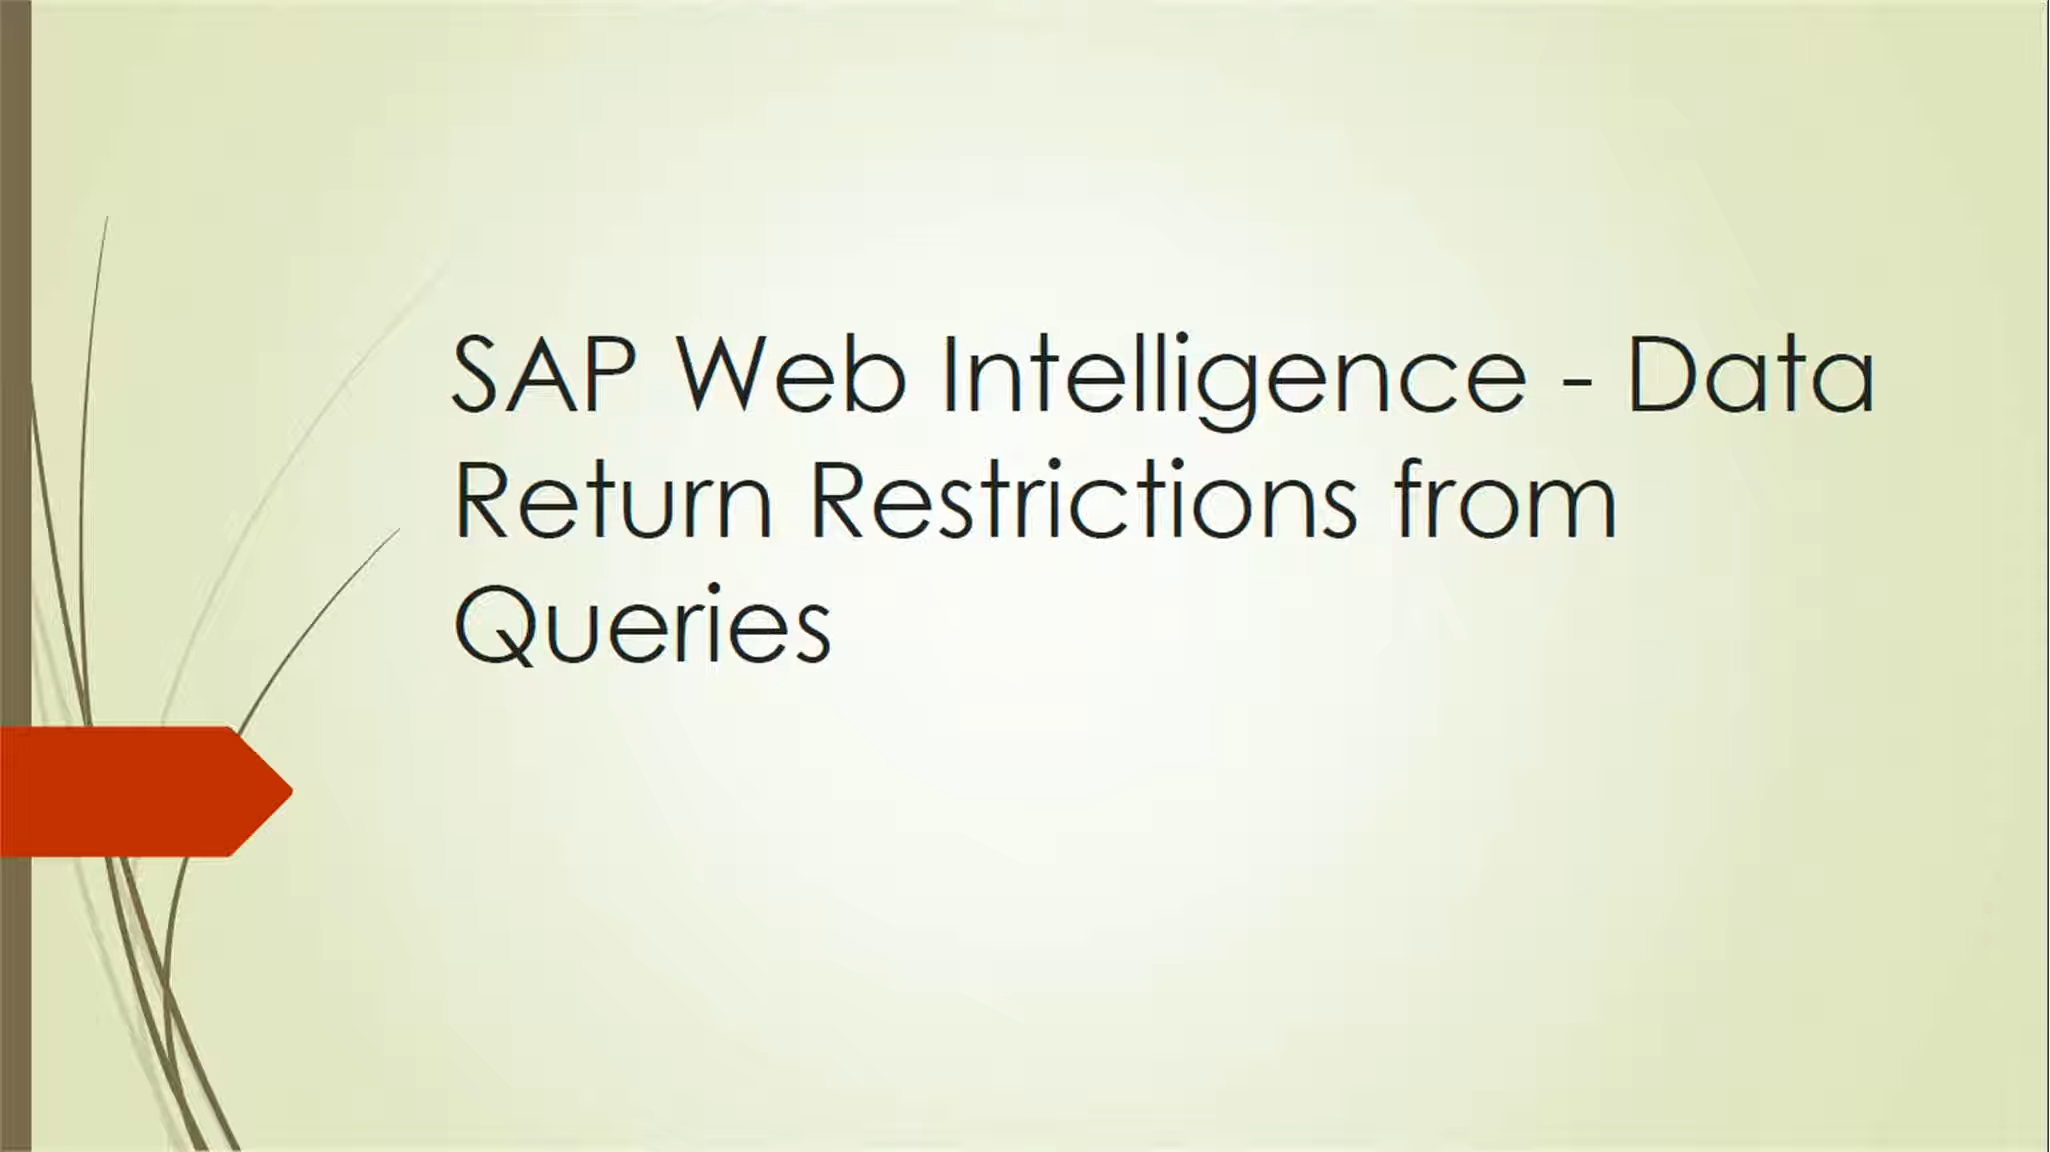 SAP Web Intelligence - Data
Return Restrictions from
Queries